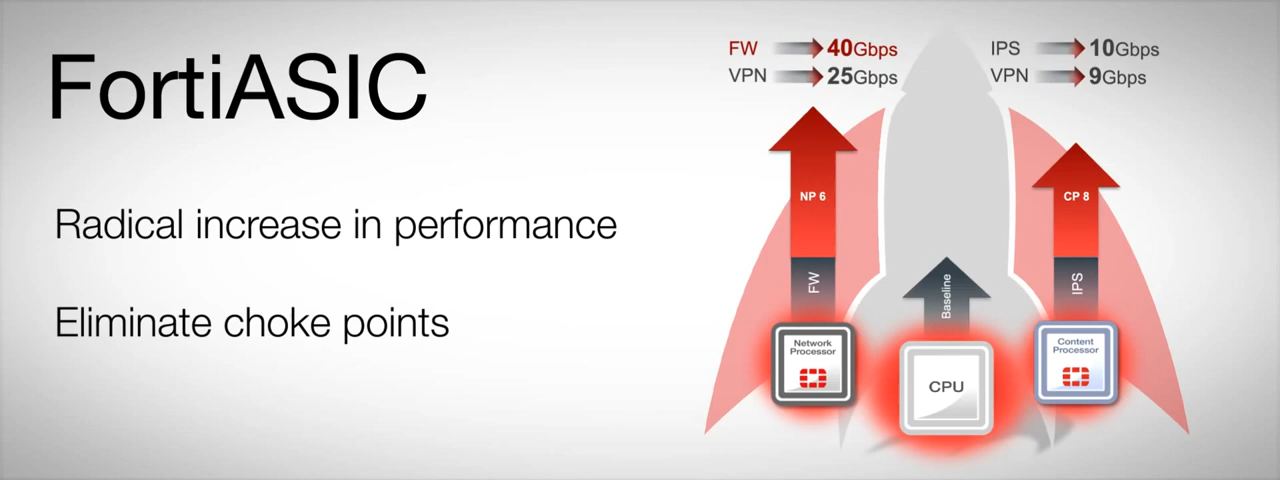 FortiASIC
Radical increase in performance
Eliminate choke points
FW 40Gbps
VPN 25Gbps
IPS 10Gbps
VPN 9Gbps
NP 6
FW
Network
Processor
Baseline
CPU
CP 8
IPS
Content
Processor